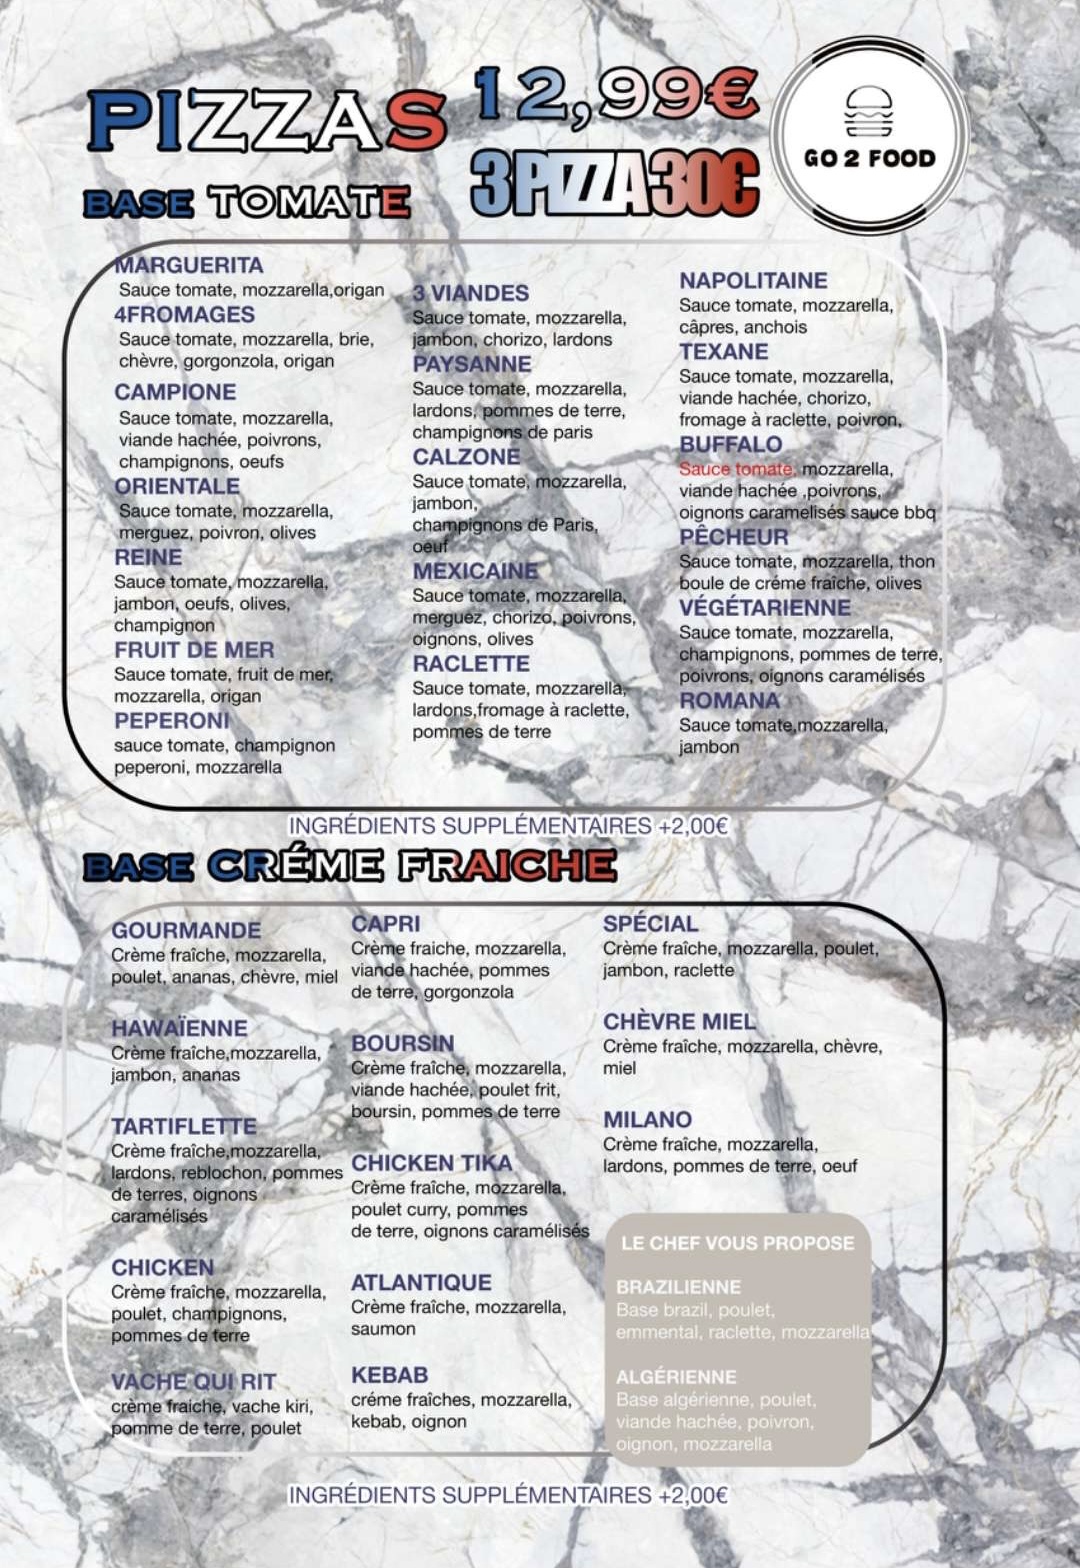 PIZZAS
12,99€
3PIZZA30€
GO 2 FOOD
BASE TOMATE
MARGUERITA
Sauce tomate, mozzarella,origan
4FROMAGES
Sauce tomate, mozzarella, brie,
chèvre, gorgonzola, origan
CAMPIONE
Sauce tomate, mozzarella,
viande hachée, poivrons,
champignons, oeufs
ORIENTALE
Sauce tomate, mozzarella,
merguez, poivron, olives
REINE
Sauce tomate, mozzarella,
jambon, oeufs, olives,
champignon
FRUIT DE MER
Sauce tomate, fruit de mer,
mozzarella, origan
PEPERONI
sauce tomate, champignon
peperoni, mozzarella
3 VIANDES
Sauce tomate, mozzarella,
jambon, chorizo, lardons
PAYSANNE
Sauce tomate, mozzarella,
lardons, pommes de terre,
champignons de paris
CALZONE
Sauce tomate, mozzarella,
jambon,
champignons de Paris,
oeuf
MEXICAINE
Sauce tomate, mozzarella,
merguez, chorizo, poivrons,
oignons, olives
RACLETTE
Sauce tomate, mozzarella,
lardons,fromage à raclette,
pommes de terre
NAPOLITAINE
Sauce tomate, mozzarella,
câpres, anchois
TEXANE
Sauce tomate, mozzarella,
viande hachée, chorizo,
fromage à raclette, poivron,
BUFFALO
Sauce tomate, mozzarella,
viande hachée ,poivrons,
oignons caramelisés sauce bbq
PÊCHEUR
Sauce tomate, mozzarella, thon
boule de créme fraîche, olives
VÉGÉTARIENNE
Sauce tomate, mozzarella,
champignons, pommes de terre,
poivrons, oignons caramélisés
ROMANA
Sauce tomate,mozzarella,
jambon
INGRÉDIENTS SUPPLÉMENTAIRES +2,00€
BASE CRÉME FRAICHE
GOURMANDE
Crème fraîche, mozzarella,
poulet, ananas, chèvre, miel
HAWAÏENNE
Crème fraîche,mozzarella,
jambon, ananas
TARTIFLETTE
Crème fraîche,mozzarella,
lardons, reblochon, pommes
de terres, oignons
caramélisés
CHICKEN
Crème fraîche, mozzarella,
poulet, champignons,
pommes de terre
VACHE QUI RIT
crème fraiche, vache kiri,
pomme de terre, poulet
CAPRI
Crème fraiche, mozzarella,
viande hachée, pommes
de terre, gorgonzola
BOURSIN
Crème fraîche, mozzarella,
viande hachée, poulet frit,
boursin, pommes de terre
CHICKEN TIKA
Crème fraîche, mozzarella,
poulet curry, pommes
de terre, oignons caramélisés
ATLANTIQUE
Crème fraîche, mozzarella,
saumon
KEBAB
créme fraîches, mozzarella,
kebab, oignon
SPÉCIAL
Crème fraîche, mozzarella, poulet,
jambon, raclette
CHÈVRE MIEL
Crème fraîche, mozzarella, chèvre,
miel
MILANO
Crème fraîche, mozzarella,
lardons, pommes de terre, oeuf
LE CHEF VOUS PROPOSE
BRAZILIENNE
Base brazil, poulet,
emmental, raclette, mozzarella
ALGÉRIENNE
Base algérienne, poulet,
viande hachée, poivron,
oignon, mozzarella
INGRÉDIENTS SUPPLÉMENTAIRES +2,00€